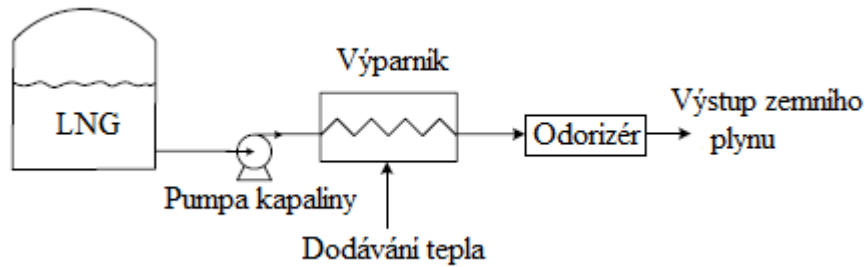 Výparník
LNG
Pumpa kapaliny
Dodávání tepla
Odorizér
Výstup zemního
plynu